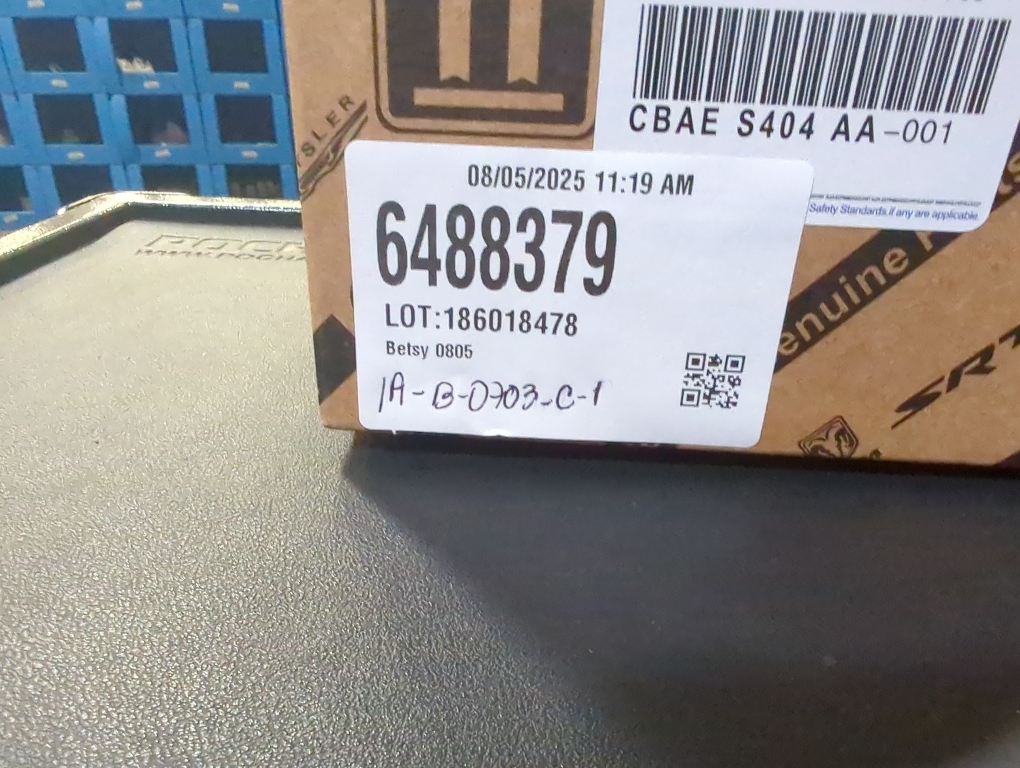 CBAE S404 AA-001
Safety Standards if any are applicable.
08/05/2025 11:19 AM
6488379
LOT:186018478
Betsy 0805
1A-B-0703-C-1
enuine
SRT